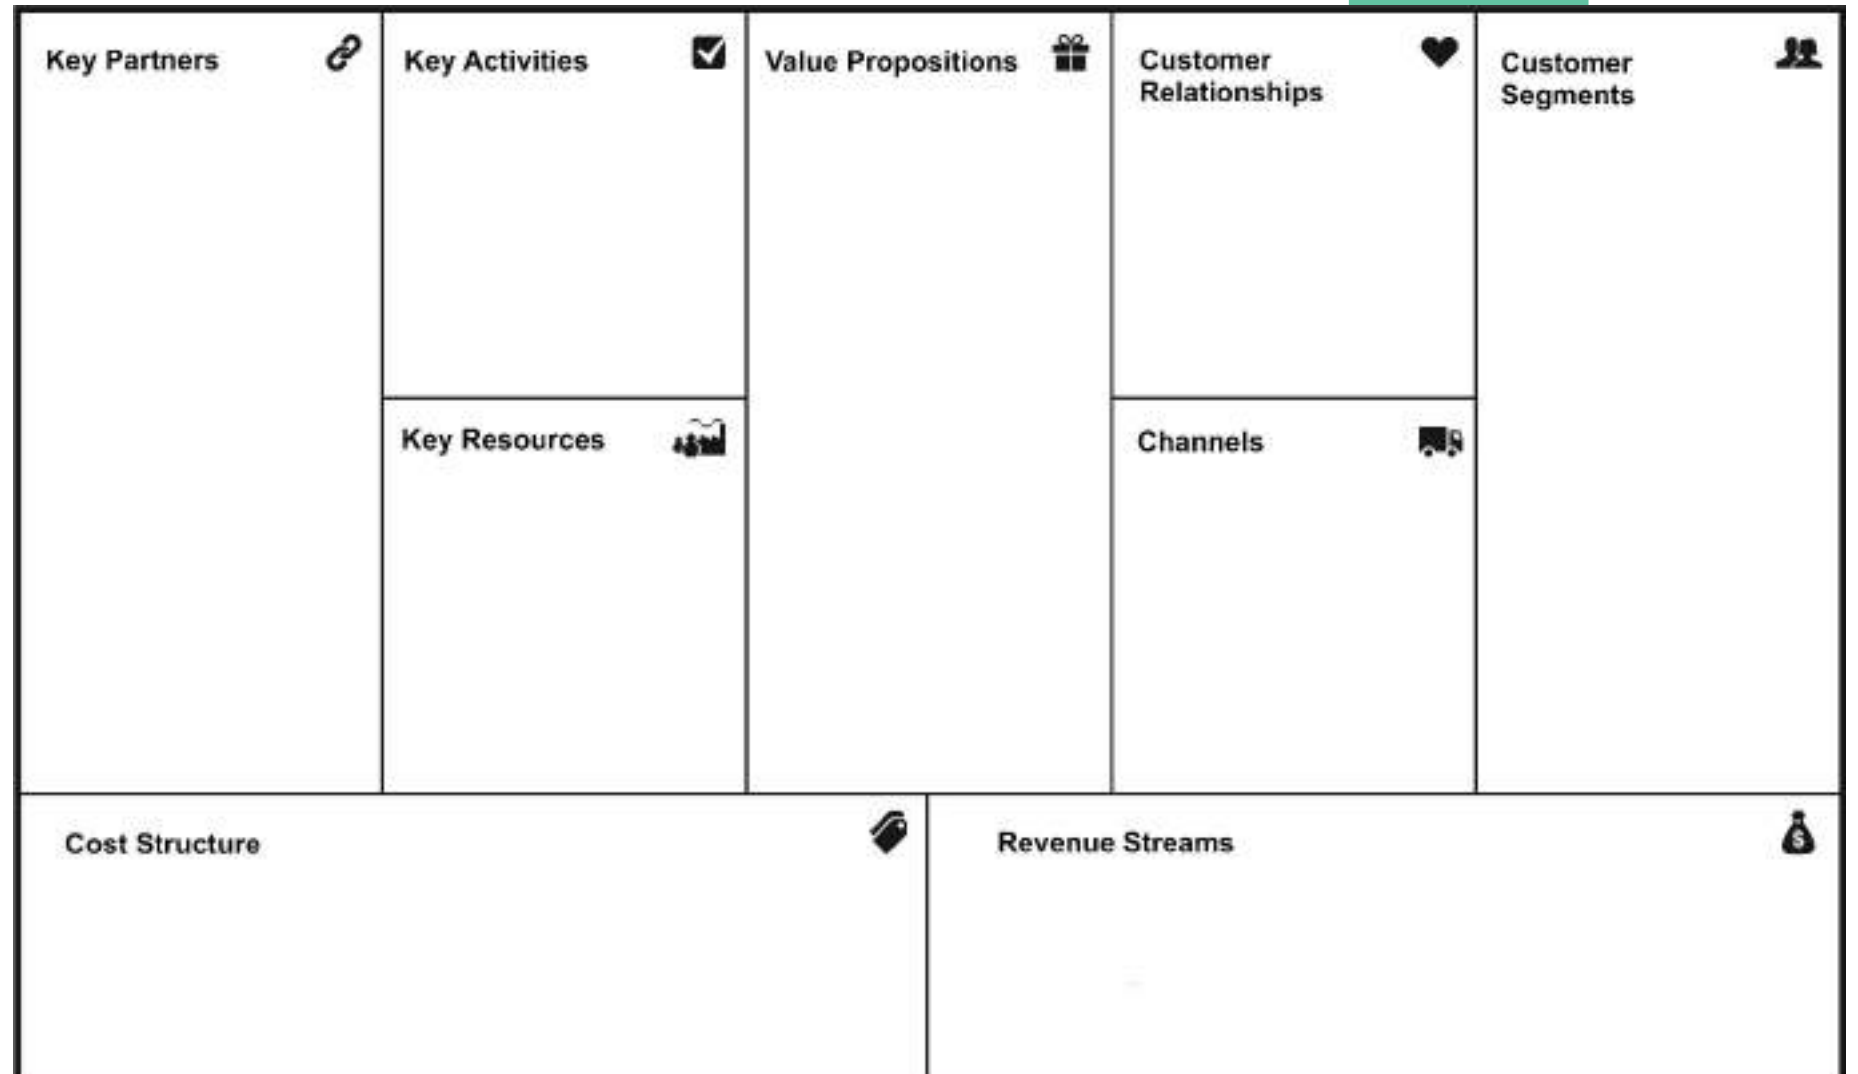 Key Partners
Key Activities
Value Propositions
Customer
Relationships
Customer
Segments
Key Resources
Channels
Cost Structure
Revenue Streams
$